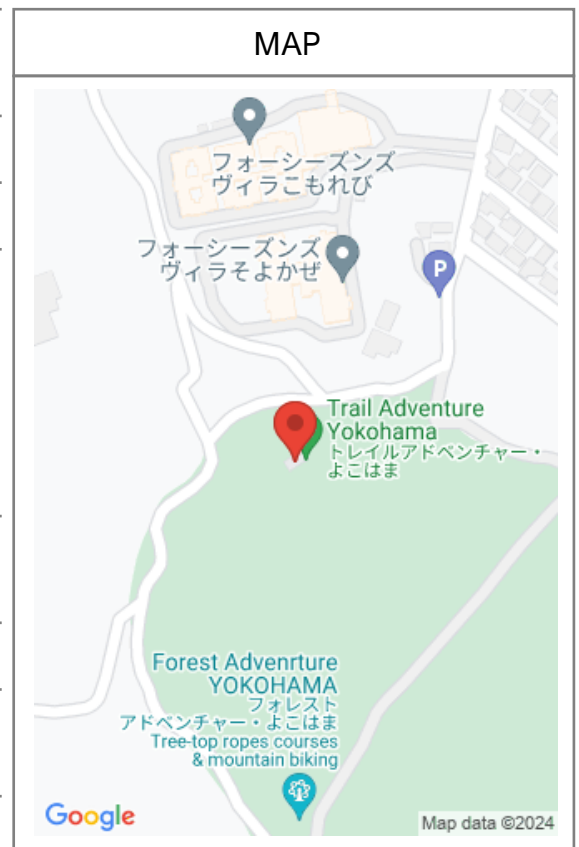 MAP
フォーシーズンズ
ヴィラこもれび
フォーシーズンズ
ヴィラそよかぜ
P
Trail Adventure
Yokohama
トレイルアドベンチャー・
よこはま
Forest Advenrture
YOKOHAMA
フォレスト
アドベンチャー・よこはま
Tree-top ropes courses
& mountain biking
Google
Map data ©2024